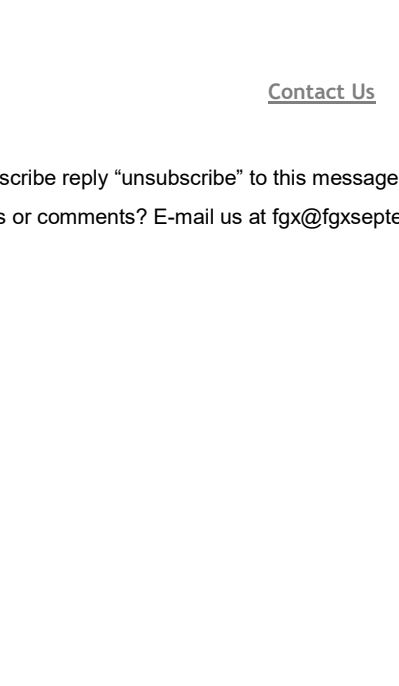 Contact Us
scribe reply “unsubscribe” to this message
s or comments? E-mail us at fgx@fgxsepte